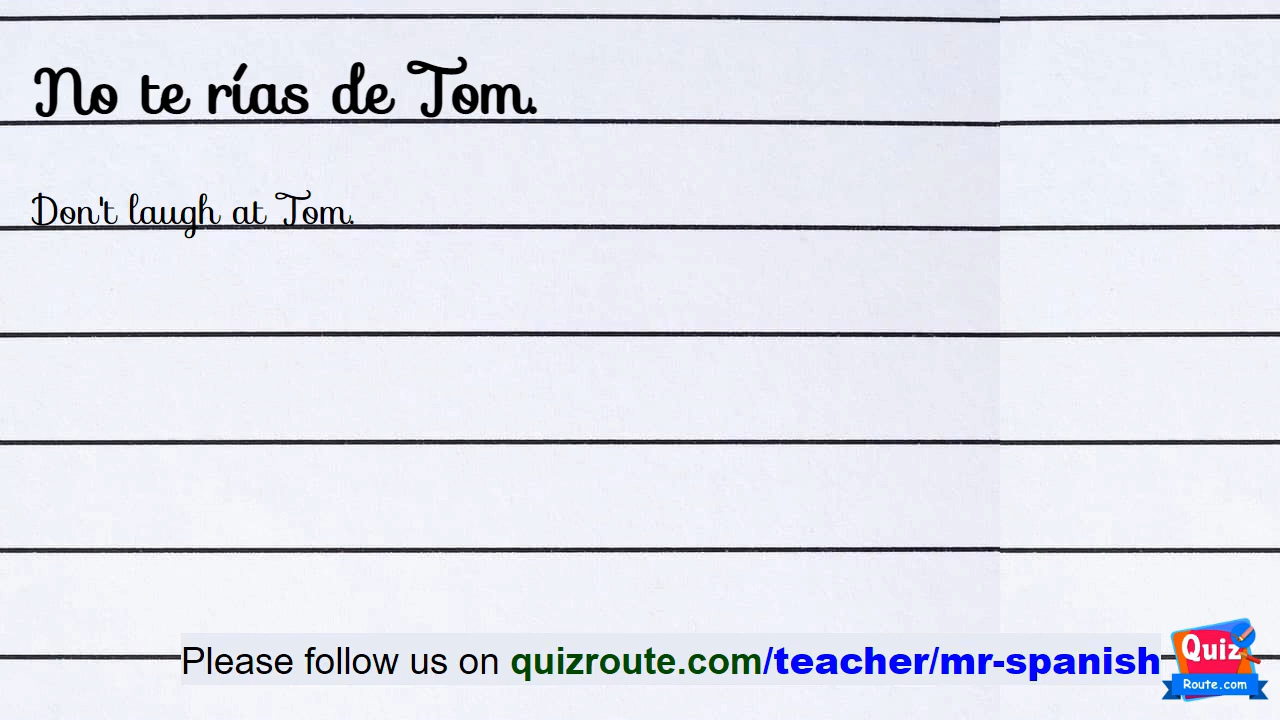 No te rías de Tom.
Don't laugh at Tom.
Please follow us on quizroute.com/teacher/mr-spanish
Quiz
Route.com